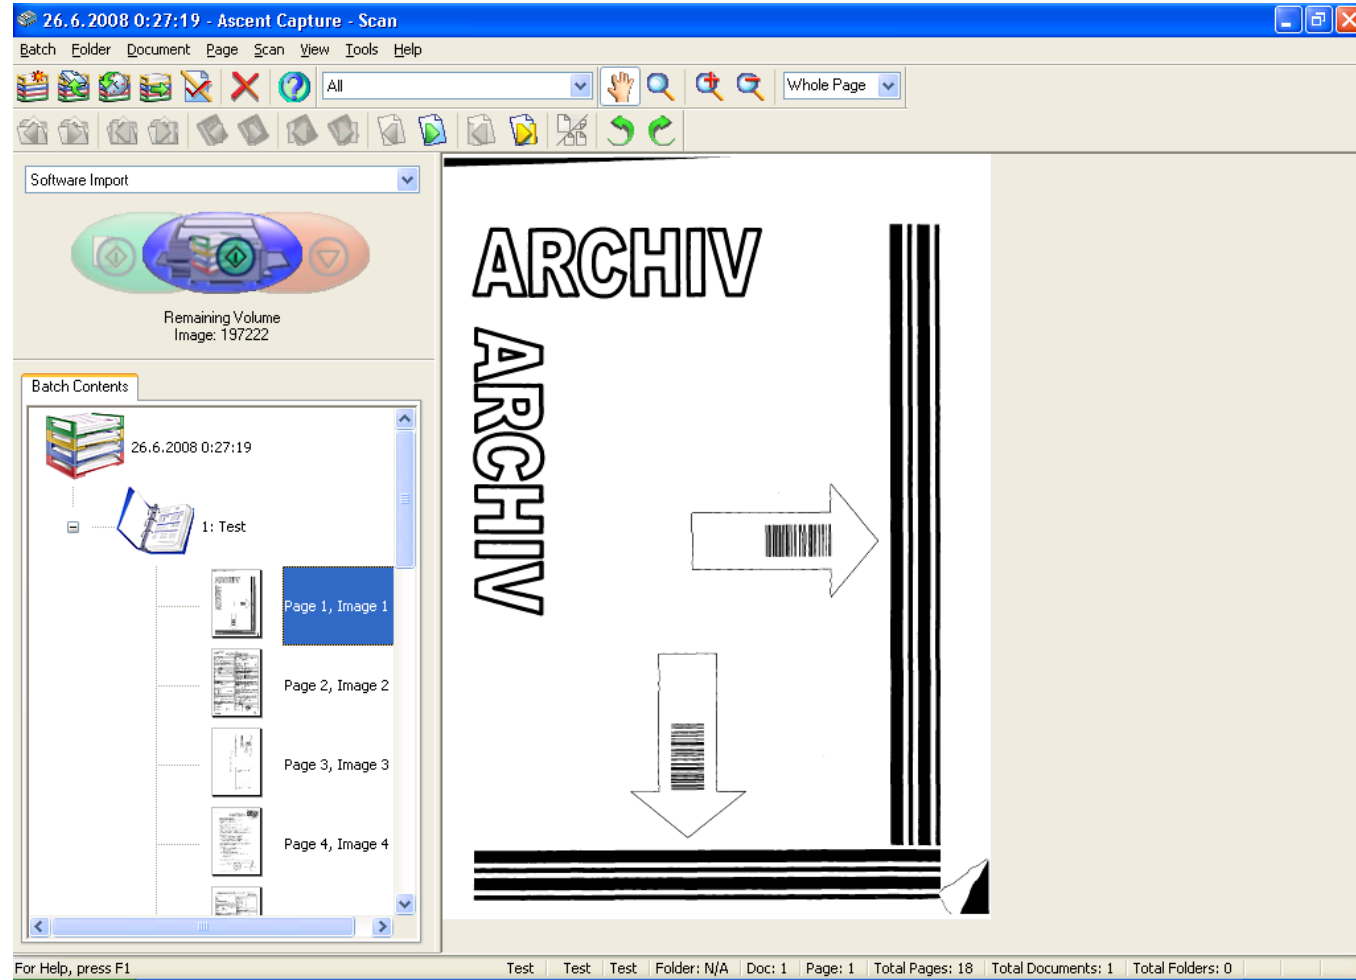 26.6.2008 0:27:19 - Ascent Capture - Scan
Batch Folder Document Page Scan View Tools Help
All
Whole Page
Software Import
Remaining Volume
Image: 197222
Batch Contents
26.6.2008 0:27:19
1: Test
Page 1, Image 1
Page 2, Image 2
Page 3, Image 3
Page 4, Image 4
ARCHIV
ARCHIV
For Help, press F1
Test Test Test Folder: N/A Doc: 1 Page: 1 Total Pages: 18 Total Documents: 1 Total Folders: 0